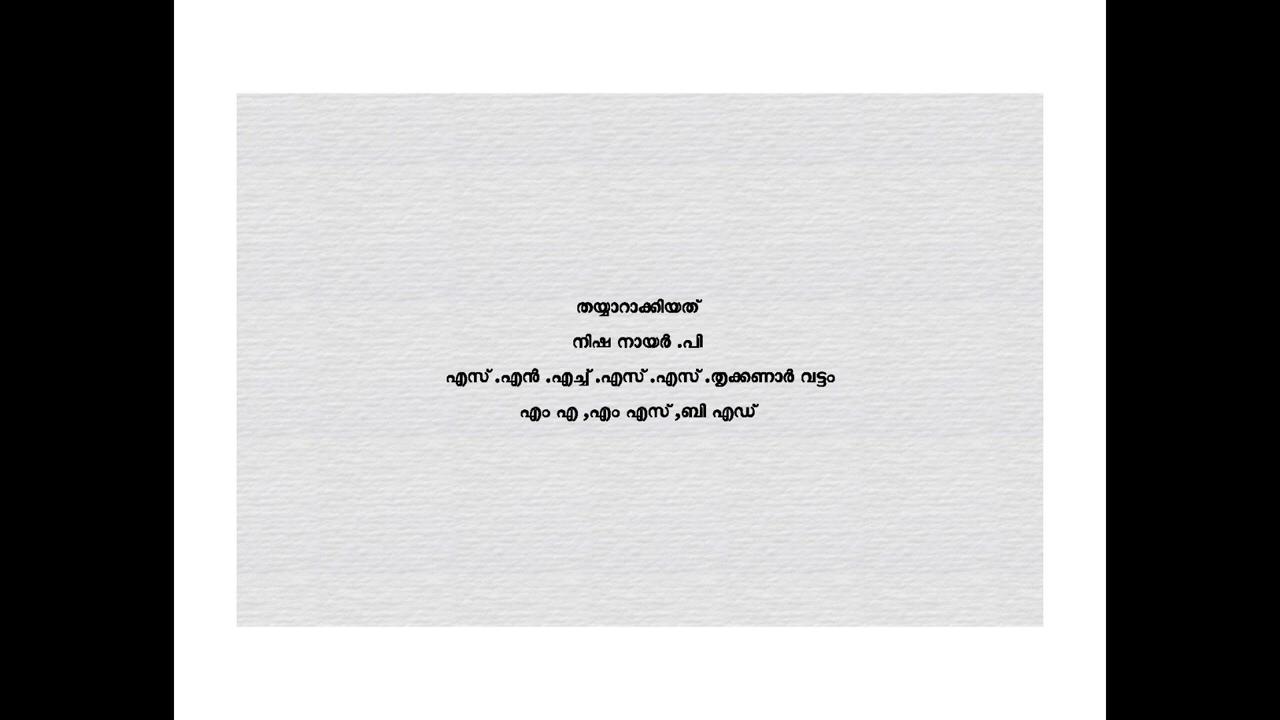 തയ്യാറാക്കിയത്
നിഷ നായർ .പി
എസ് .എൻ .എച്ച് .എസ് .എസ് .തൃക്കണാർ വട്ടം
എം എ ,എം എസ് ,ബി എഡ്